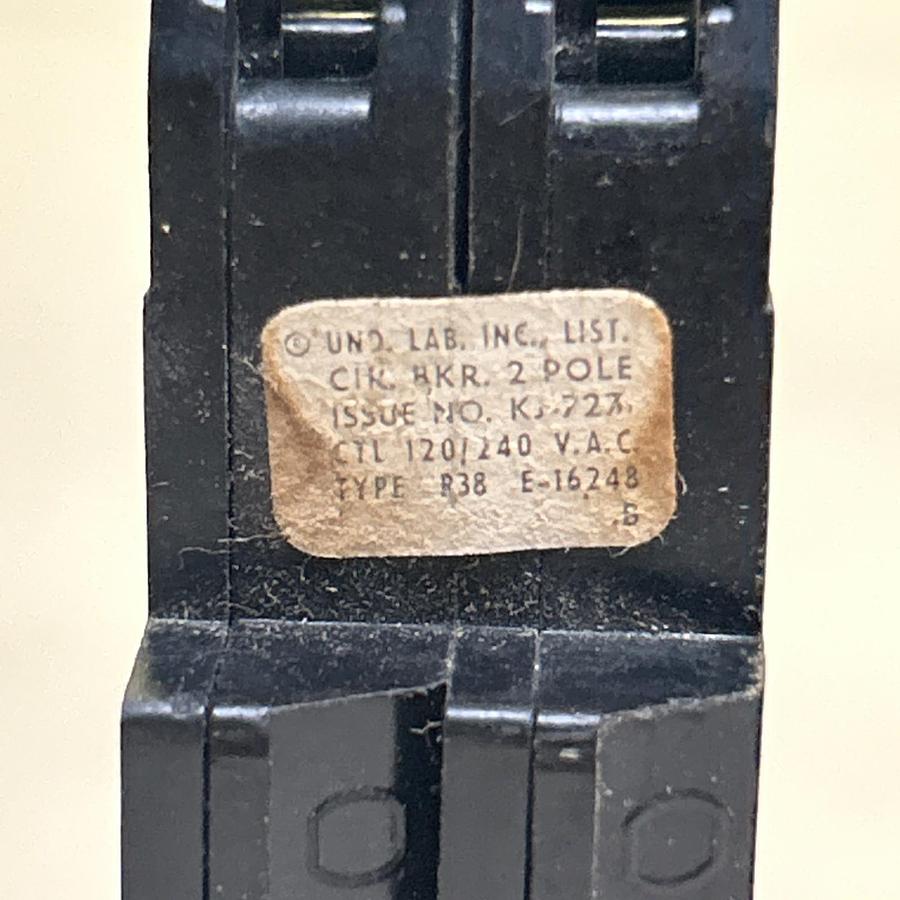 UND. LAB. INC., LIST.
CIR. BKR. 2 POLE
ISSUE NO.
CTL 120/240 V.A.C.
TYPE R38 E-16248
B